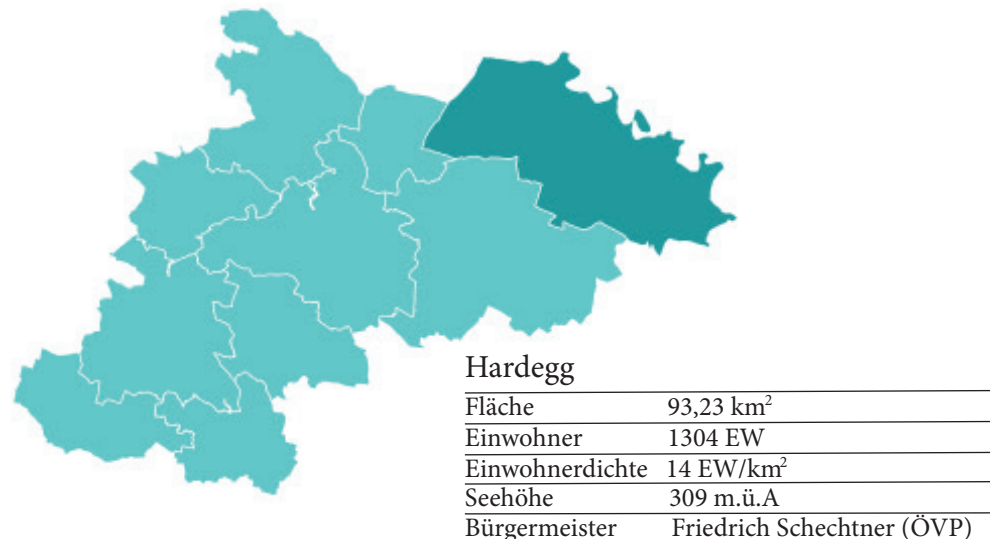 Hardegg
Fläche 93,23 km²
Einwohner 1304 EW
Einwohnerdichte 14 EW/km²
Seehöhe 309 m.ü.A
Bürgermeister Friedrich Schechtner (ÖVP)